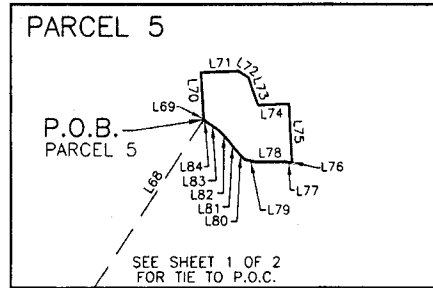 PARCEL 5
L71
L72
L73
L70
L69
L74
P.O.B.
PARCEL 5
L75
L78
L76
L84
L83
L77
L68
L82
L79
L81
L80
SEE SHEET 1 OF 2
FOR TIE TO P.O.C.